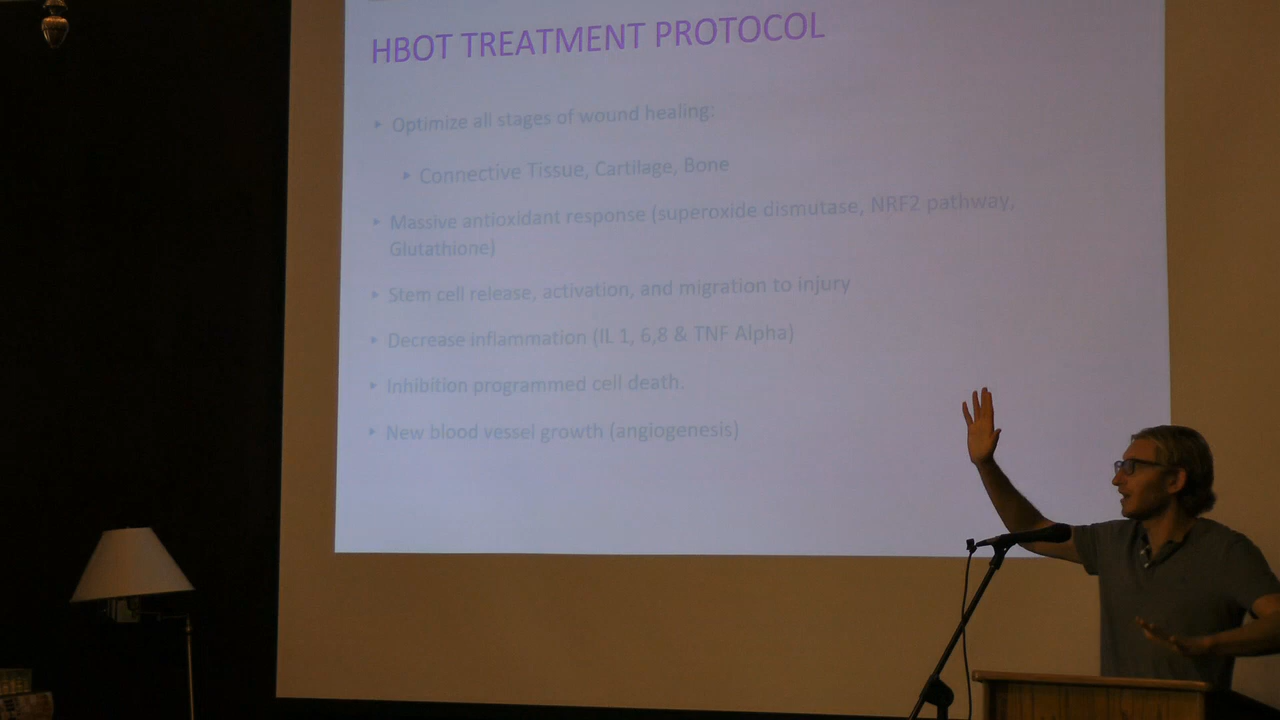 HBOT TREATMENT PROTOCOL
Optimize all stages of wound healing:
Connective Tissue, Cartilage, Bone
Massive antioxidant response (superoxide dismutase, NRF2 pathway,
Glutathione)
Stem cell release, activation, and migration to injury
Decrease inflammation (IL 1, 6,8 & TNF Alpha)
Inhibition programmed cell death.
New blood vessel growth (angiogenesis)